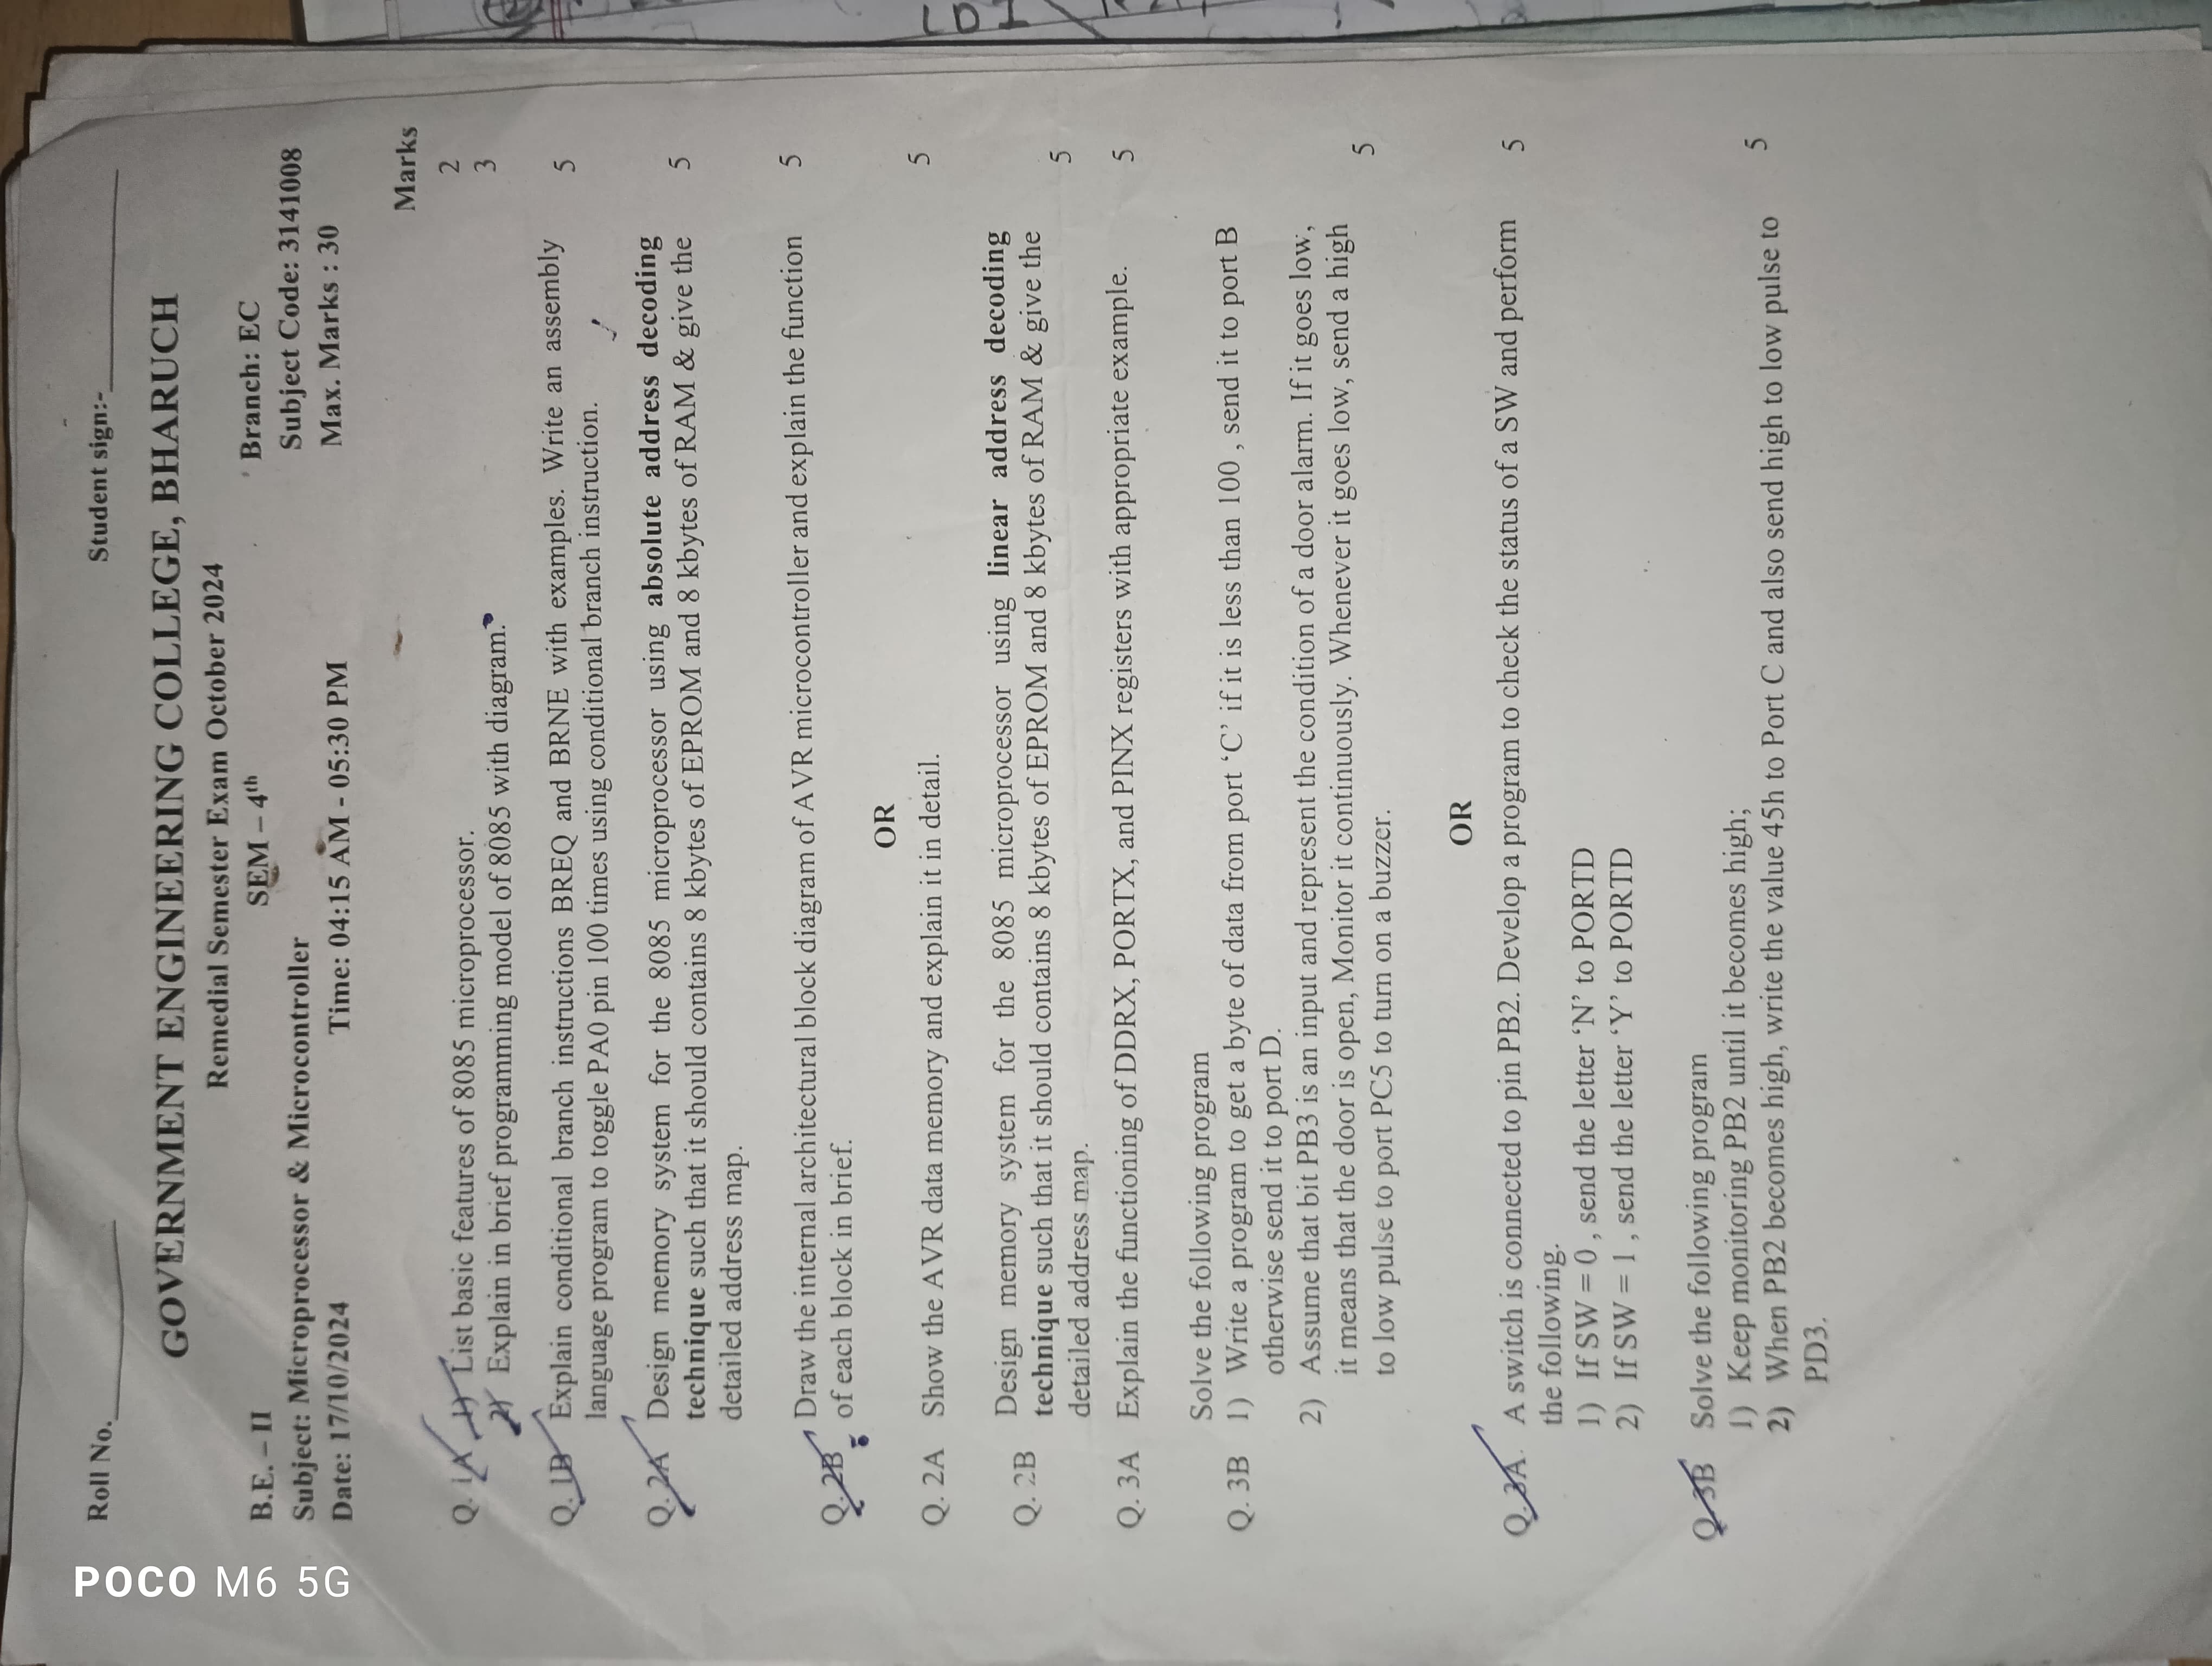 POCO M6 5G
Roll No.____________ Student sign:-______________
GOVERNMENT ENGINEERING COLLEGE, BHARUCH
Remedial Semester Exam October 2024
B.E. – II SEM – 4th Branch: EC
Subject: Microprocessor & Microcontroller Subject Code: 3141008
Date: 17/10/2024 Time: 04:15 AM - 05:30 PM Max. Marks : 30
Marks
Q. 1A 1) List basic features of 8085 microprocessor. 2
2) Explain in brief programming model of 8085 with diagram. 3
Q. 1B Explain conditional branch instructions BREQ and BRNE with examples. Write an assembly 5
language program to toggle PA0 pin 100 times using conditional branch instruction.
Q. 2A Design memory system for the 8085 microprocessor using absolute address decoding
technique such that it should contains 8 kbytes of EPROM and 8 kbytes of RAM & give the 5
detailed address map.
Draw the internal architectural block diagram of AVR microcontroller and explain the function 5
Q. 2B of each block in brief.
OR
Q. 2A Show the AVR data memory and explain it in detail. 5
Design memory system for the 8085 microprocessor using linear address decoding
Q. 2B technique such that it should contains 8 kbytes of EPROM and 8 kbytes of RAM & give the
detailed address map. 5
Q. 3A Explain the functioning of DDRX, PORTX, and PINX registers with appropriate example. 5
Solve the following program
Q. 3B 1) Write a program to get a byte of data from port ‘C’ if it is less than 100 , send it to port B
otherwise send it to port D.
2) Assume that bit PB3 is an input and represent the condition of a door alarm. If it goes low,
it means that the door is open, Monitor it continuously. Whenever it goes low, send a high
to low pulse to port PC5 to turn on a buzzer. 5
OR
Q. 3A. A switch is connected to pin PB2. Develop a program to check the status of a SW and perform 5
the following.
1) If SW = 0 , send the letter ‘N’ to PORTD
2) If SW = 1 , send the letter ‘Y’ to PORTD
Q. 3B Solve the following program
1) Keep monitoring PB2 until it becomes high;
2) When PB2 becomes high, write the value 45h to Port C and also send high to low pulse to 5
PD3.